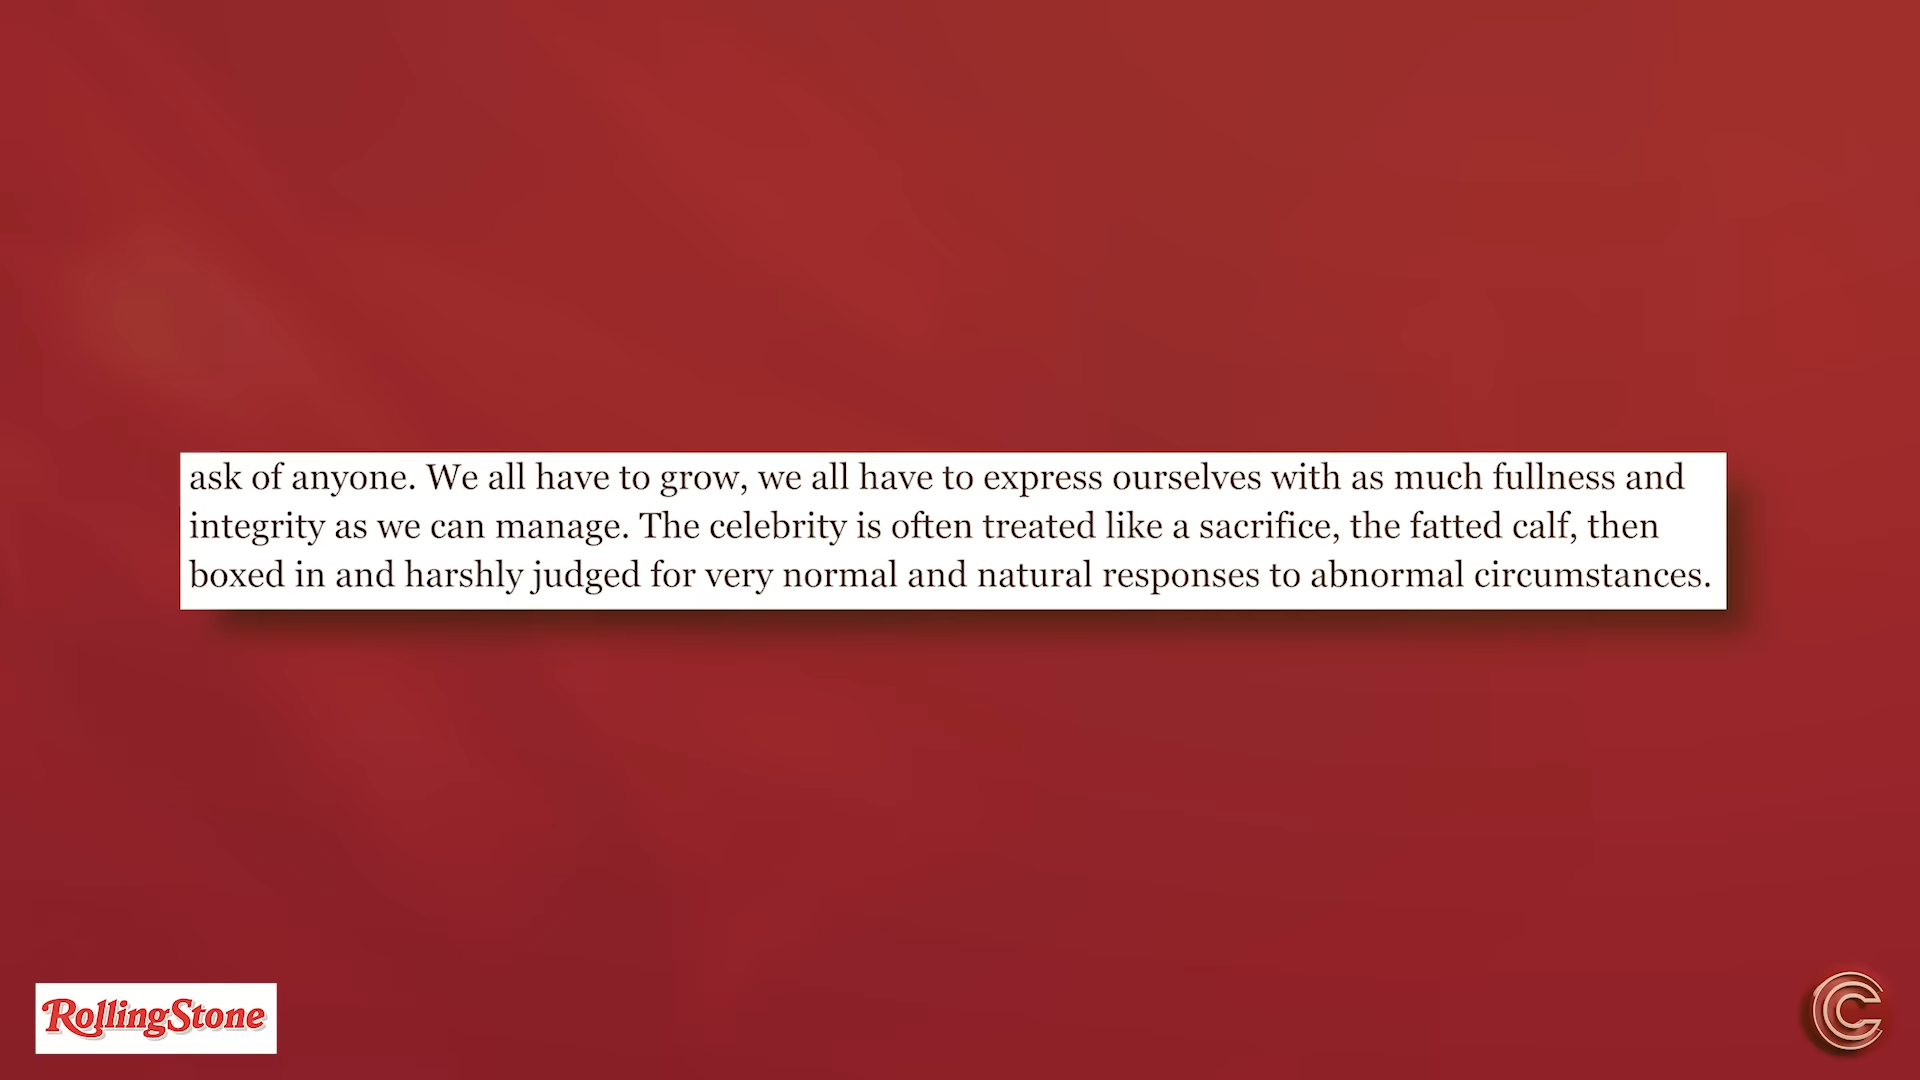 ask of anyone. We all have to grow, we all have to express ourselves with as much fullness and
integrity as we can manage. The celebrity is often treated like a sacrifice, the fatted calf, then
boxed in and harshly judged for very normal and natural responses to abnormal circumstances.
RollingStone